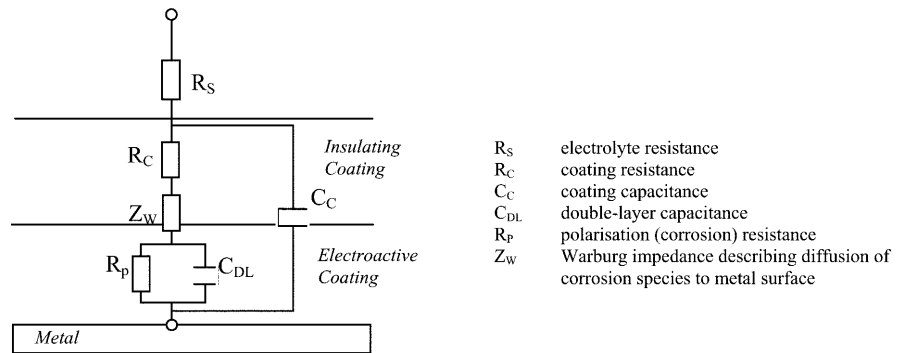 R_S
R_C
Insulating
Coating
C_C
Z_W
R_p
C_DL
Electroactive
Coating
Metal
R_S electrolyte resistance
R_C coating resistance
C_C coating capacitance
C_DL double-layer capacitance
R_P polarisation (corrosion) resistance
Z_W Warburg impedance describing diffusion of
corrosion species to metal surface